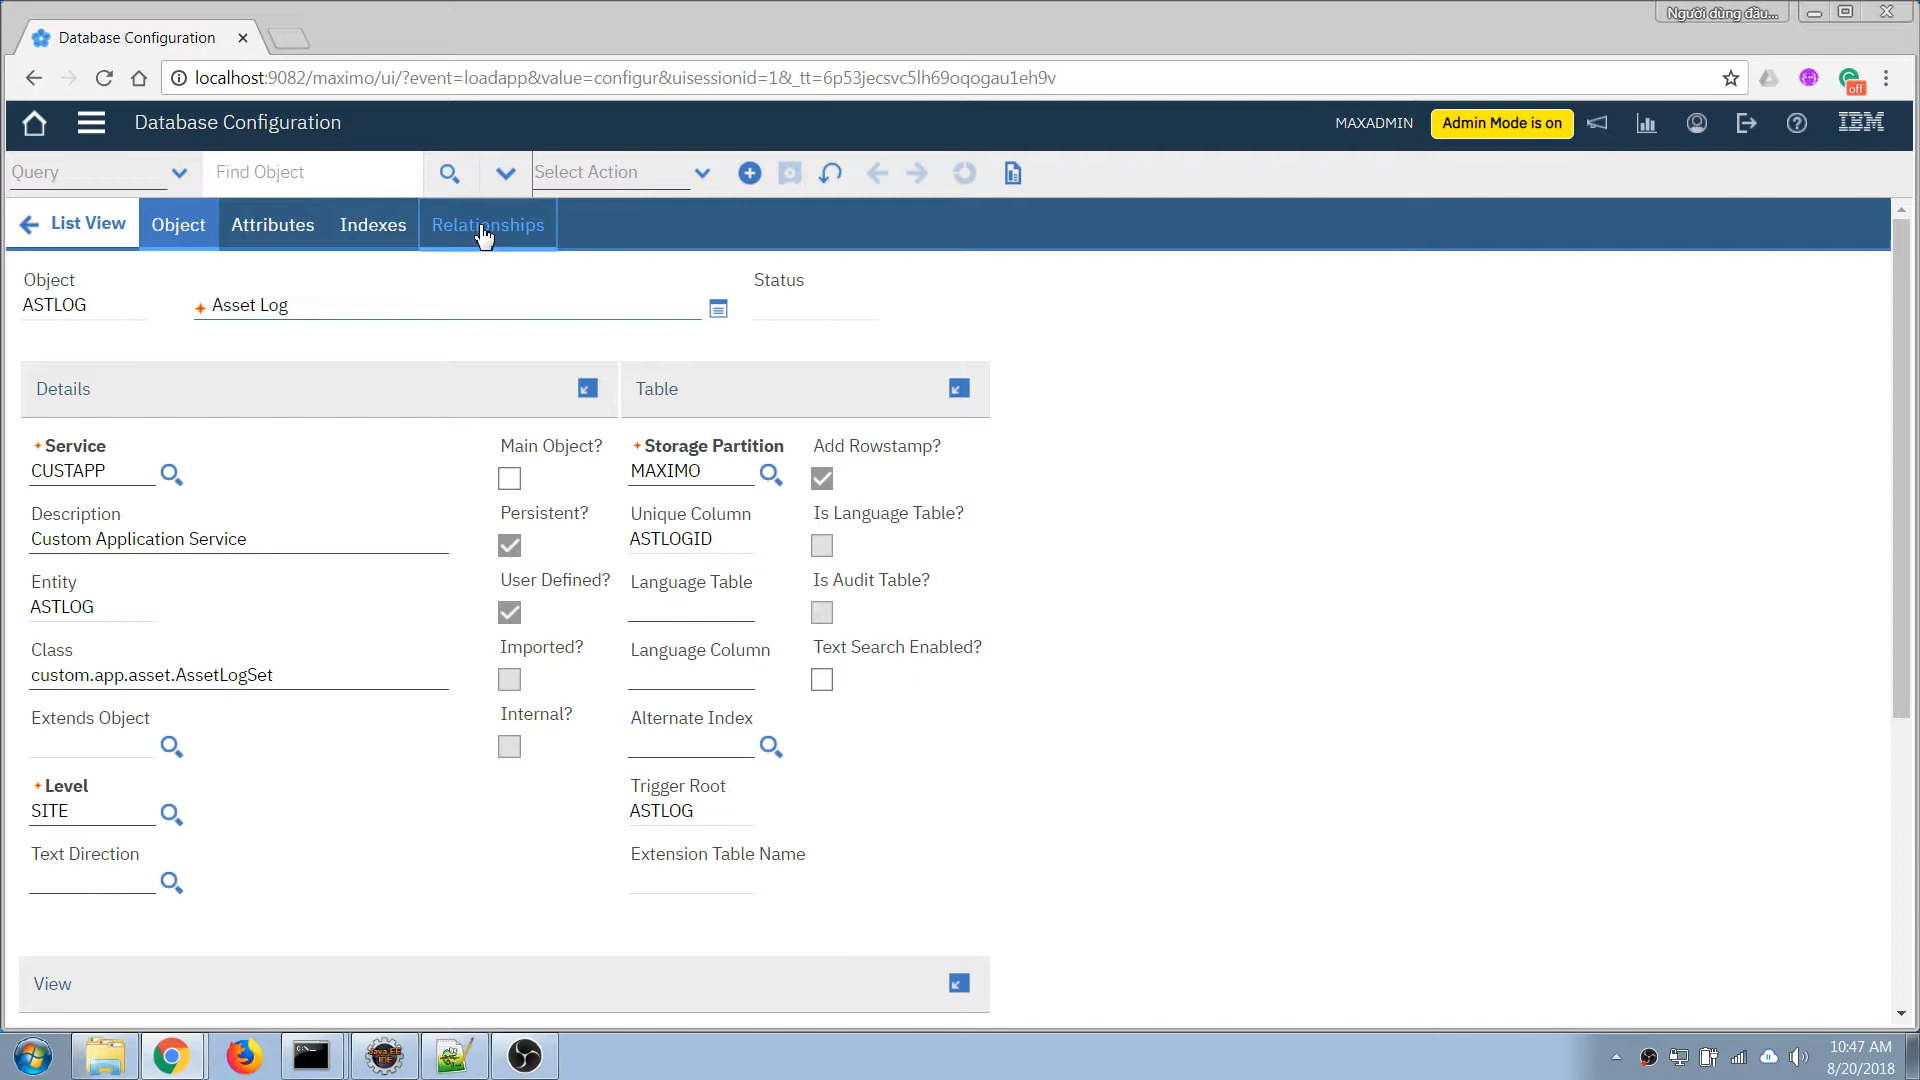 Người dùng đầu...
Database Configuration
localhost:9082/maximo/ui/?event=loadapp&value=configur&uisessionid=1&_tt=6p53jecsvc5lh69oqogau1eh9v
off
Database Configuration
MAXADMIN
Admin Mode is on
IBM
Query
Find Object
Select Action
List View
Object
Attributes
Indexes
Relationships
Object
Status
ASTLOG
Asset Log
Details
Table
Service
Main Object?
Storage Partition
Add Rowstamp?
CUSTAPP
MAXIMO
Description
Persistent?
Unique Column
Is Language Table?
Custom Application Service
ASTLOGID
Entity
User Defined?
Language Table
Is Audit Table?
ASTLOG
Class
Imported?
Language Column
Text Search Enabled?
custom.app.asset.AssetLogSet
Extends Object
Internal?
Alternate Index
Level
Trigger Root
SITE
ASTLOG
Text Direction
Extension Table Name
View
Java EE
IDE
10:47 AM
8/20/2018